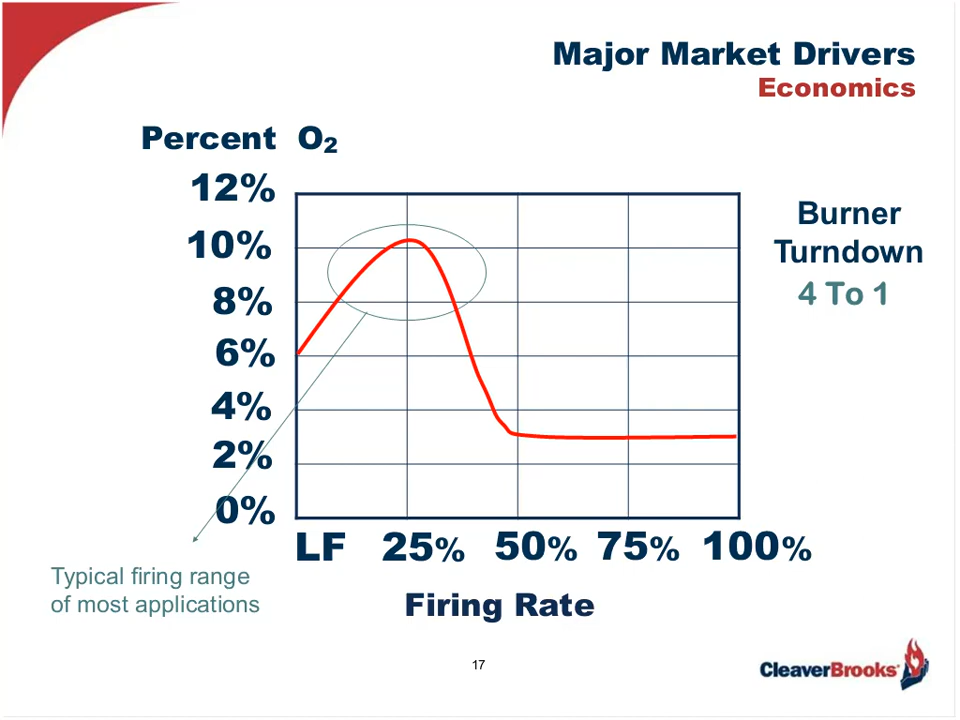 Major Market Drivers
Economics
Percent O₂
12%
10%
8%
6%
4%
2%
0%
LF 25% 50% 75% 100%
Firing Rate
Burner
Turndown
4 To 1
Typical firing range
of most applications
17
CleaverBrooks